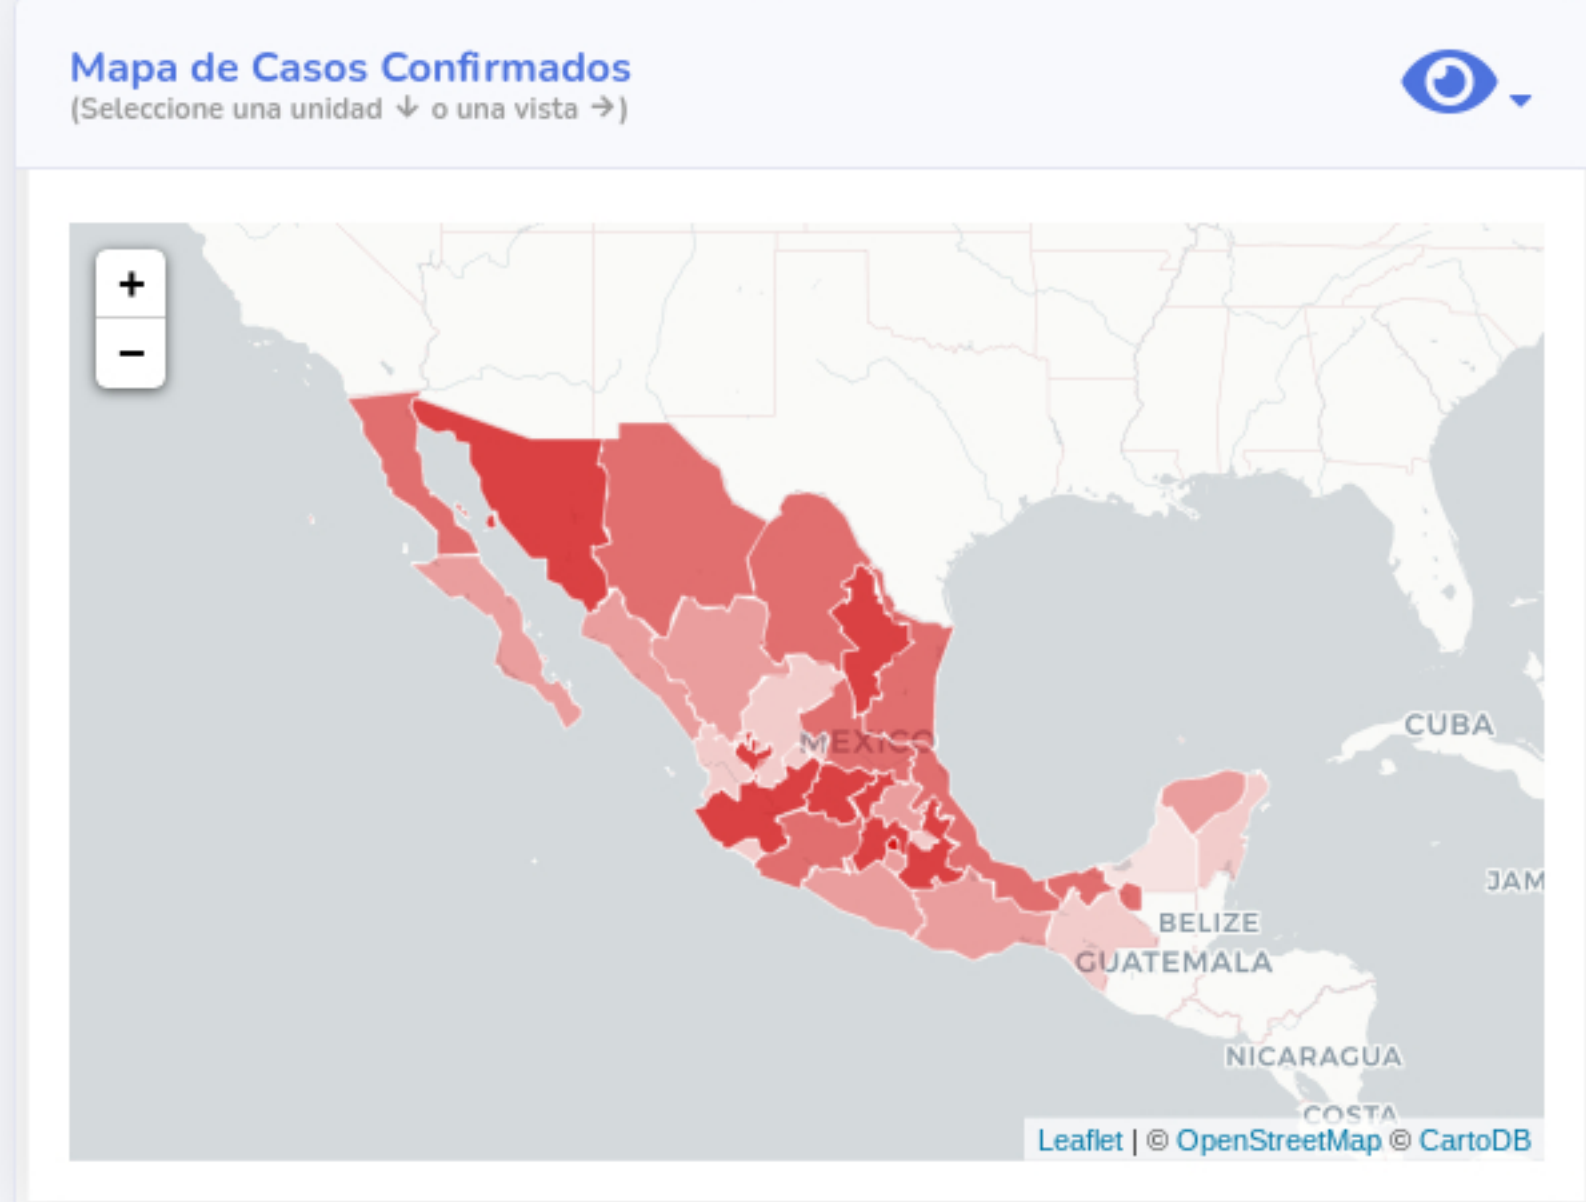 Mapa de Casos Confirmados
(Seleccione una unidad ↓ o una vista →)
+
−
MEXICO
CUBA
JAM
BELIZE
GUATEMALA
NICARAGUA
COSTA
Leaflet | © OpenStreetMap © CartoDB